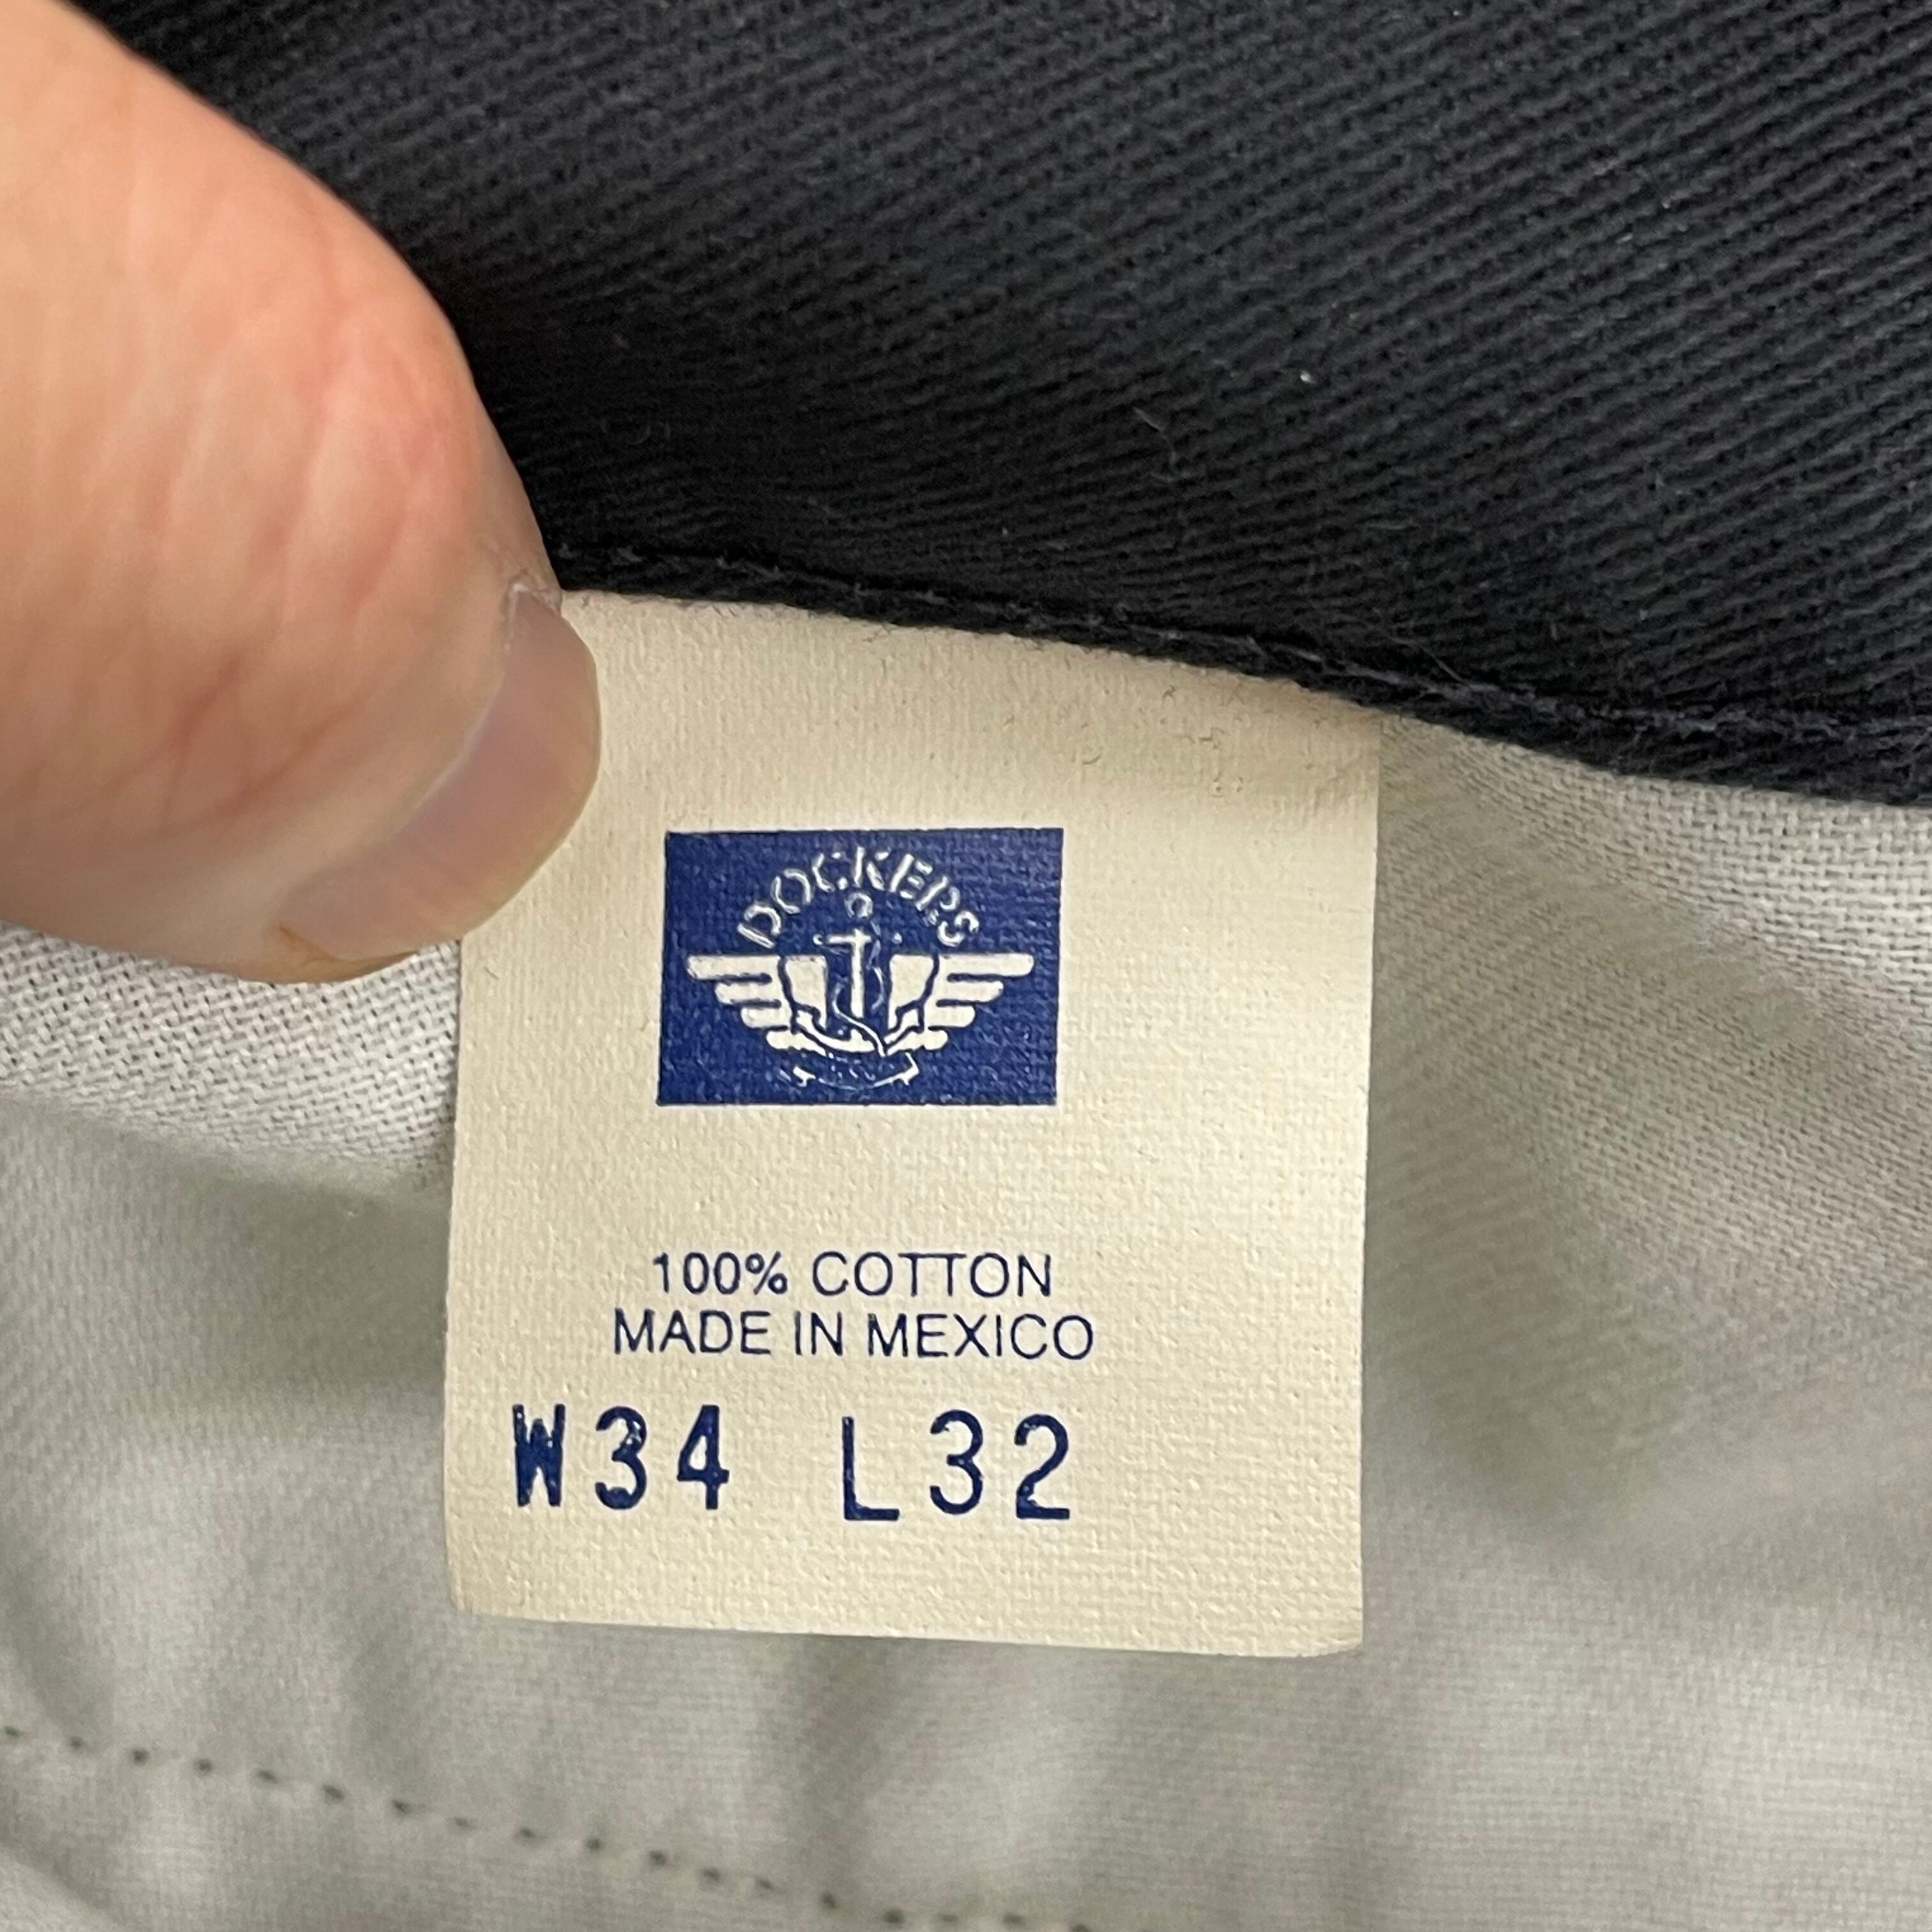 DOCKERS
100% COTTON
MADE IN MEXICO
W34 L32